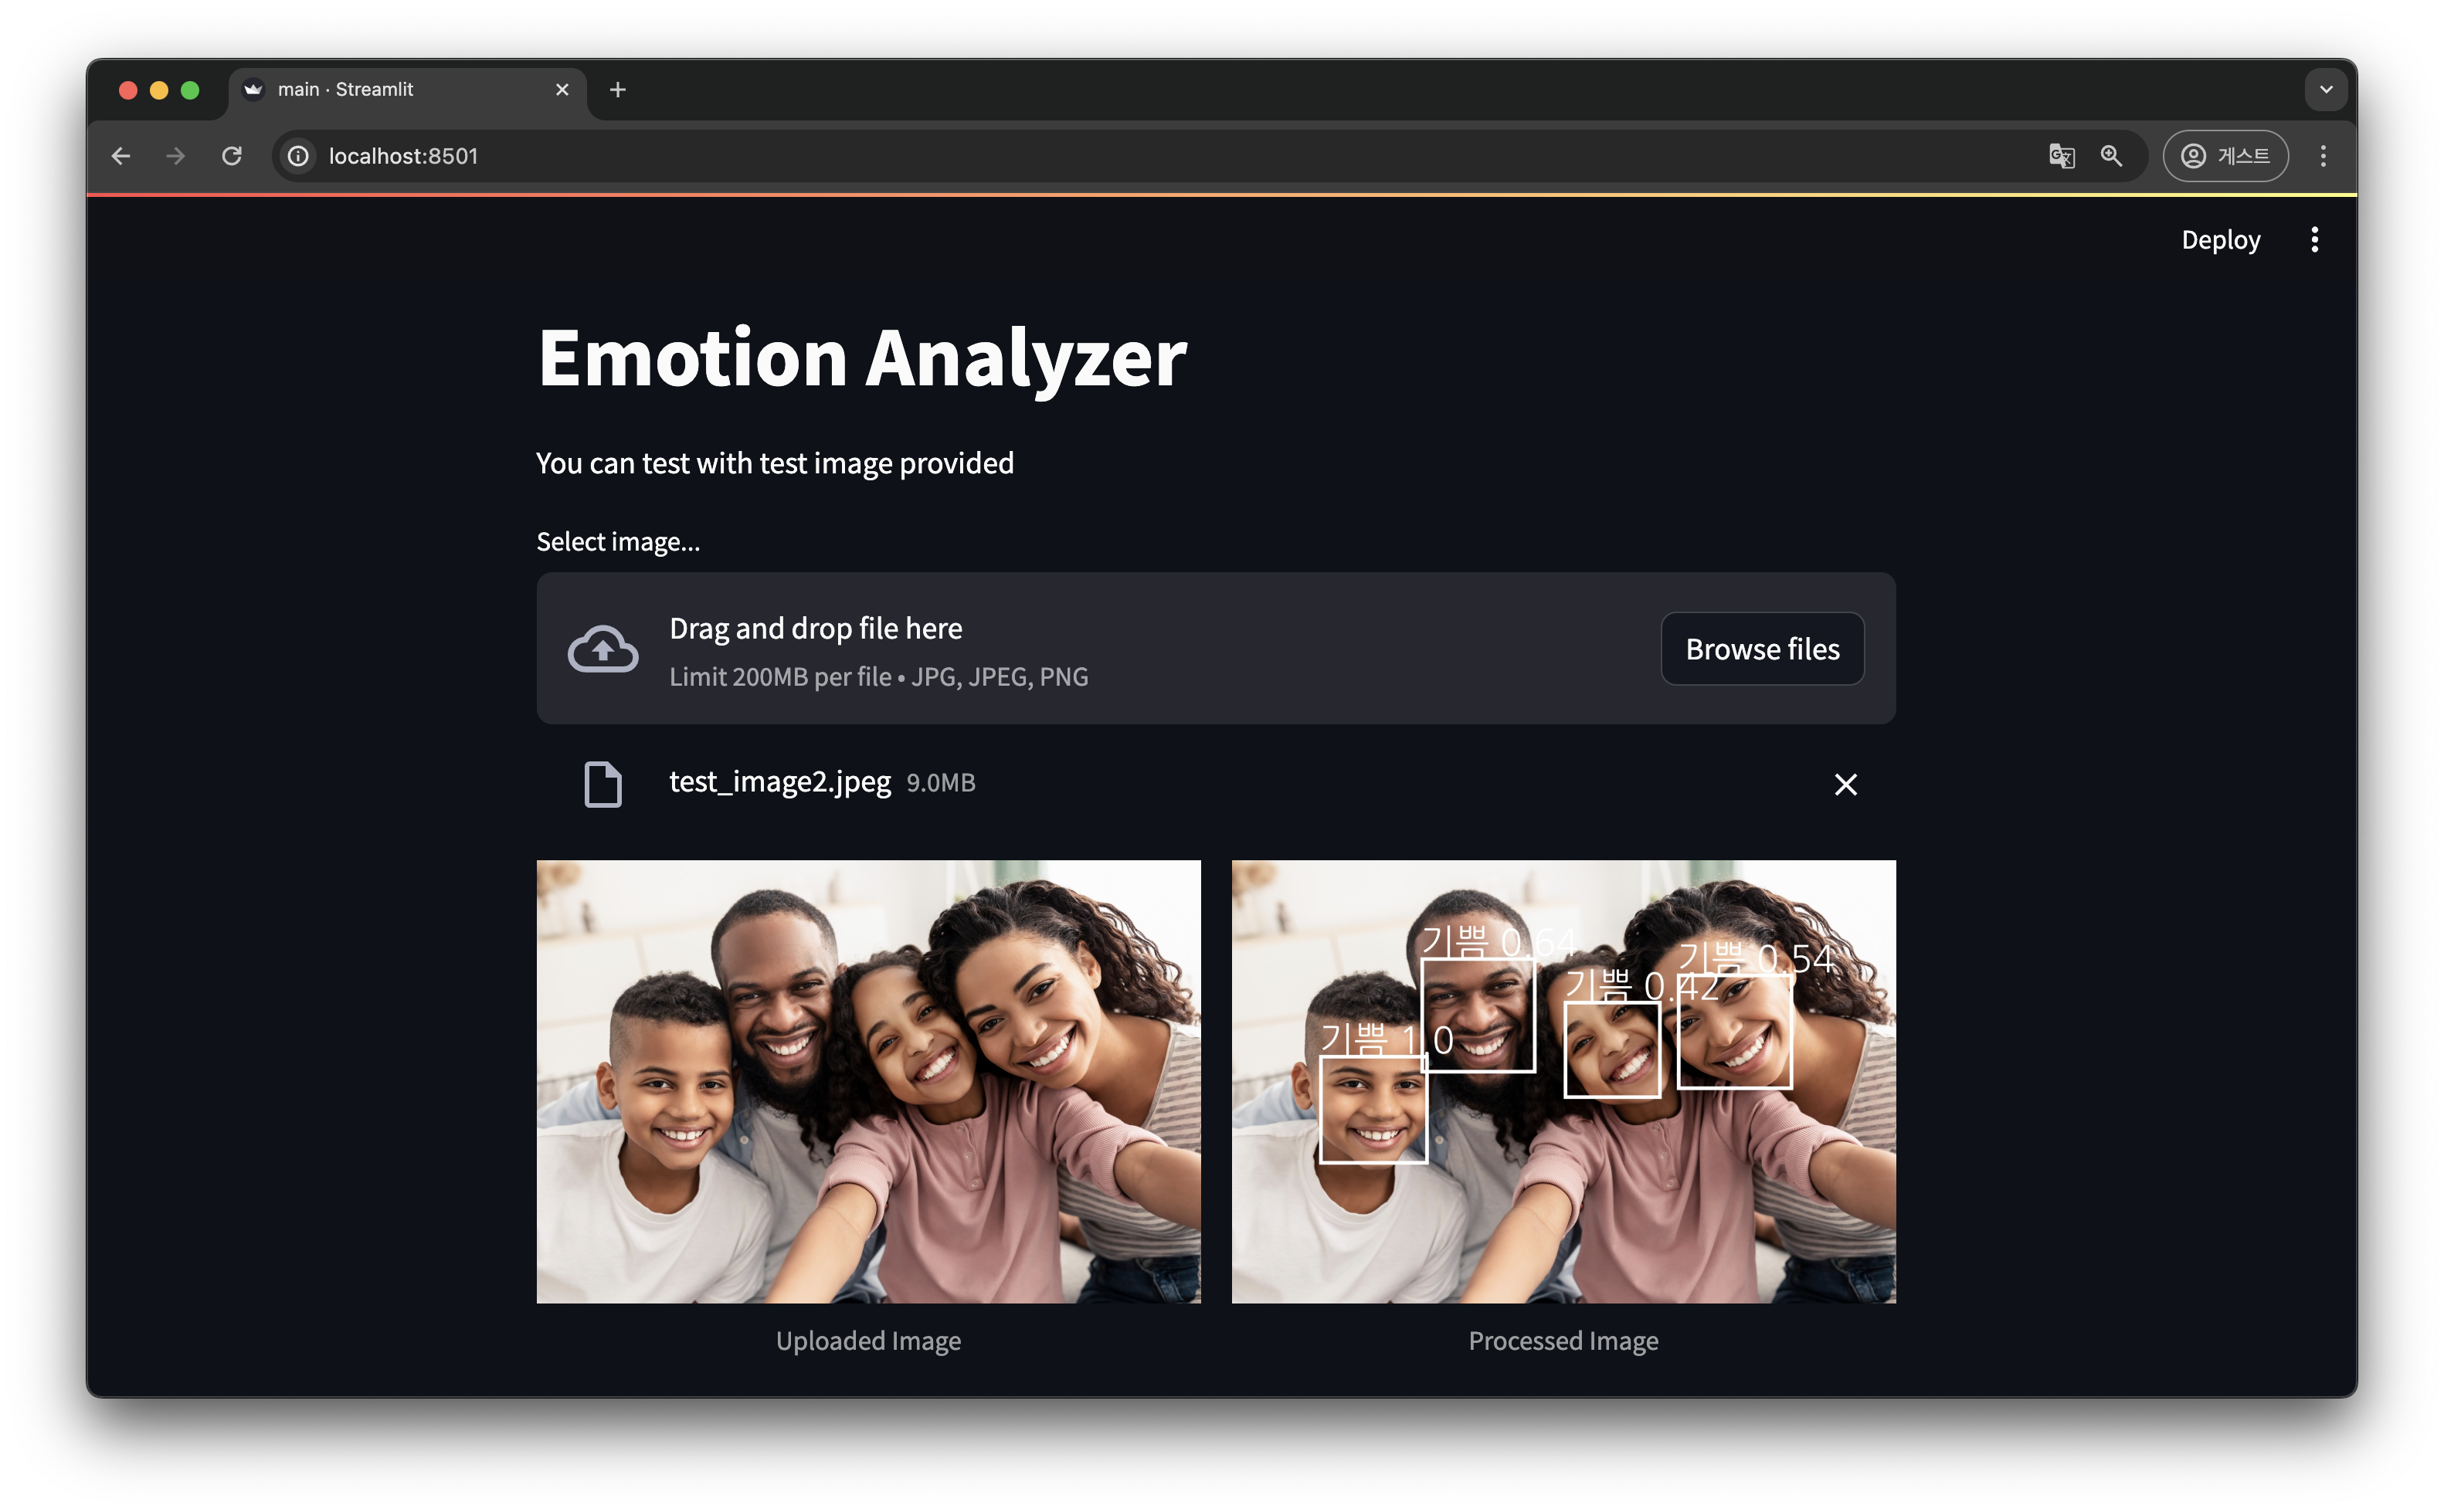 main · Streamlit
localhost:8501
게스트
Deploy
Emotion Analyzer
You can test with test image provided
Select image...
Drag and drop file here
Limit 200MB per file • JPG, JPEG, PNG
Browse files
test_image2.jpeg 9.0MB
기쁨 0.64
기쁨 0.54
기쁨 0.42
기쁨 1.0
Uploaded Image
Processed Image